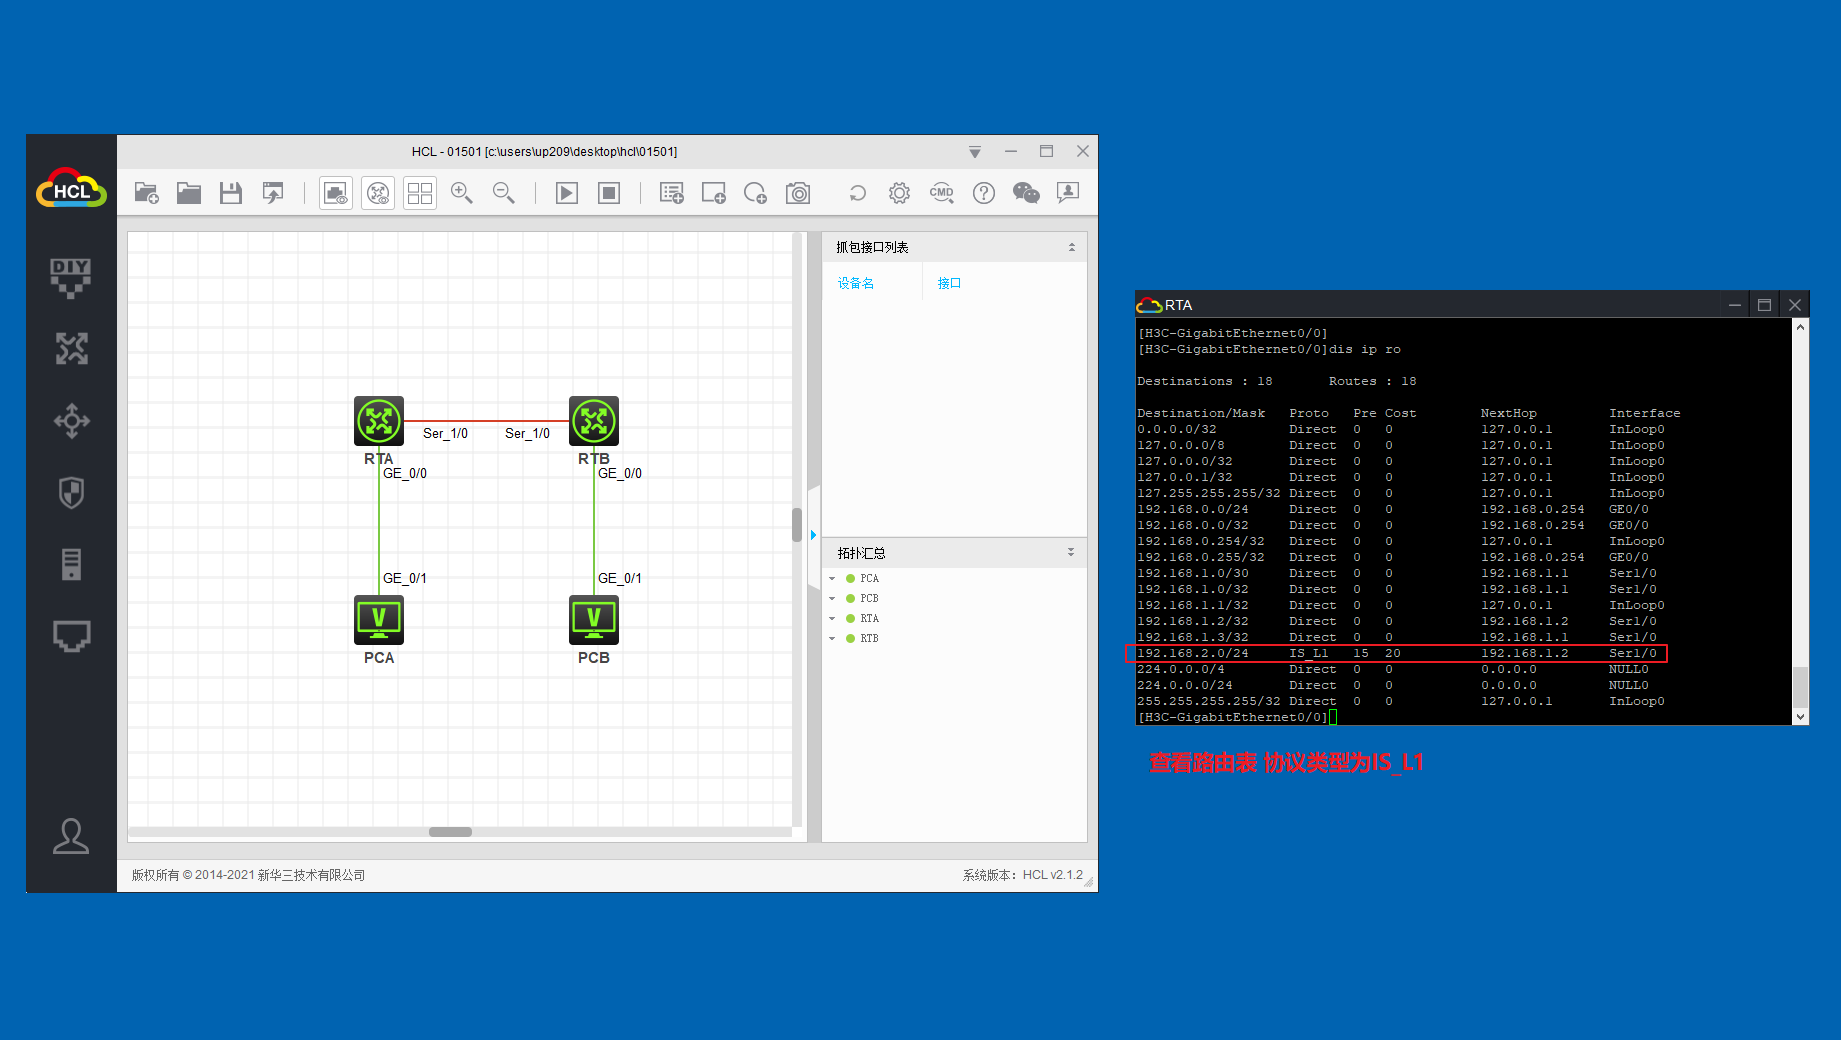 HCL - 01501 [c:\users\up209\desktop\hcl\01501]
HCL
CMD
DIY
抓包接口列表
设备名 接口
Ser_1/0 Ser_1/0
RTA RTB
GE_0/0 GE_0/0
GE_0/1 GE_0/1
V V
PCA PCB
拓扑汇总
PCA
PCB
RTA
RTB
版权所有 © 2014-2021 新华三技术有限公司
系统版本：HCL v2.1.2
RTA
[H3C-GigabitEthernet0/0]
[H3C-GigabitEthernet0/0]dis ip ro
Destinations : 18 Routes : 18
Destination/Mask Proto Pre Cost NextHop Interface
0.0.0.0/32 Direct 0 0 127.0.0.1 InLoop0
127.0.0.0/8 Direct 0 0 127.0.0.1 InLoop0
127.0.0.0/32 Direct 0 0 127.0.0.1 InLoop0
127.0.0.1/32 Direct 0 0 127.0.0.1 InLoop0
127.255.255.255/32 Direct 0 0 127.0.0.1 InLoop0
192.168.0.0/24 Direct 0 0 192.168.0.254 GE0/0
192.168.0.0/32 Direct 0 0 192.168.0.254 GE0/0
192.168.0.254/32 Direct 0 0 127.0.0.1 InLoop0
192.168.0.255/32 Direct 0 0 192.168.0.254 GE0/0
192.168.1.0/30 Direct 0 0 192.168.1.1 Ser1/0
192.168.1.0/32 Direct 0 0 192.168.1.1 Ser1/0
192.168.1.1/32 Direct 0 0 127.0.0.1 InLoop0
192.168.1.2/32 Direct 0 0 192.168.1.2 Ser1/0
192.168.1.3/32 Direct 0 0 192.168.1.1 Ser1/0
192.168.2.0/24 IS_L1 15 20 192.168.1.2 Ser1/0
224.0.0.0/4 Direct 0 0 0.0.0.0 NULL0
224.0.0.0/24 Direct 0 0 0.0.0.0 NULL0
255.255.255.255/32 Direct 0 0 127.0.0.1 InLoop0
[H3C-GigabitEthernet0/0]
查看路由表 协议类型为IS_L1